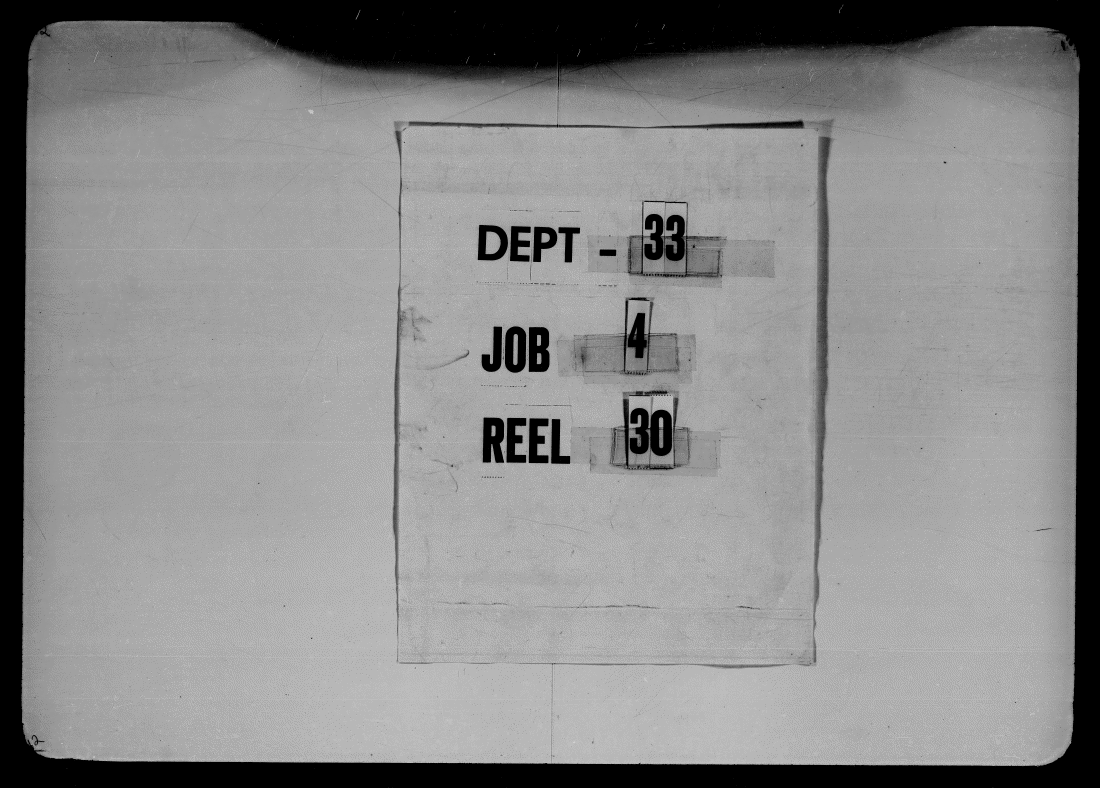 DEPT - 33
JOB 4
REEL 30